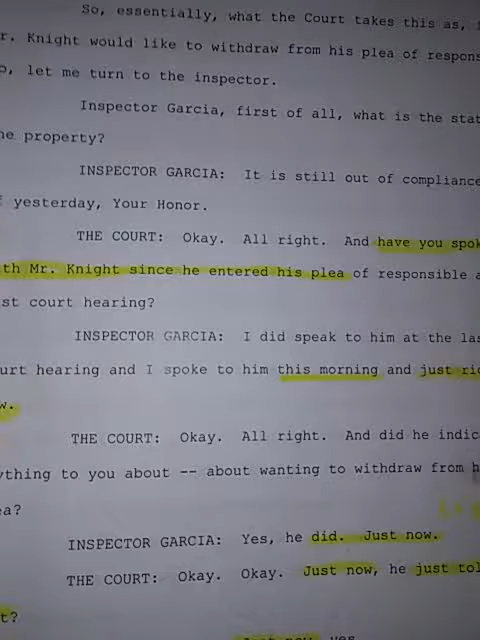 So, essentially, what the Court takes this as,
r. Knight would like to withdraw from his plea of respons
o, let me turn to the inspector.
Inspector Garcia, first of all, what is the stat
he property?
INSPECTOR GARCIA: It is still out of compliance
f yesterday, Your Honor.
THE COURT: Okay. All right. And have you spok
th Mr. Knight since he entered his plea of responsible a
st court hearing?
INSPECTOR GARCIA: I did speak to him at the las
urt hearing and I spoke to him this morning and just rig
w.
THE COURT: Okay. All right. And did he indic
ything to you about -- about wanting to withdraw from h
ea?
INSPECTOR GARCIA: Yes, he did. Just now.
THE COURT: Okay. Okay. Just now, he just tol
t?
Just now, yes